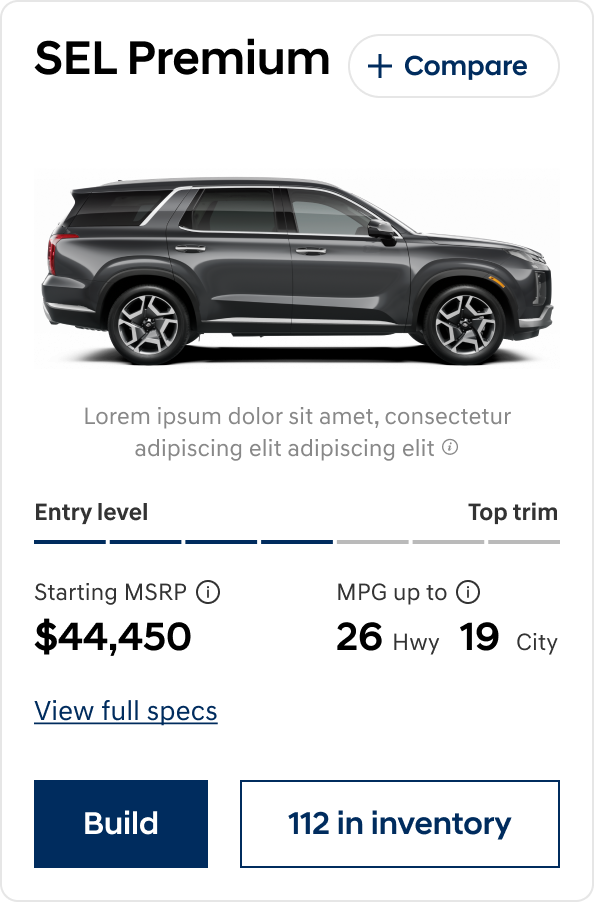 SEL Premium
+ Compare
Lorem ipsum dolor sit amet, consectetur
adipiscing elit adipiscing elit ⓘ
Entry level Top trim
Starting MSRP ⓘ MPG up to ⓘ
$44,450 26 Hwy 19 City
View full specs
Build 112 in inventory